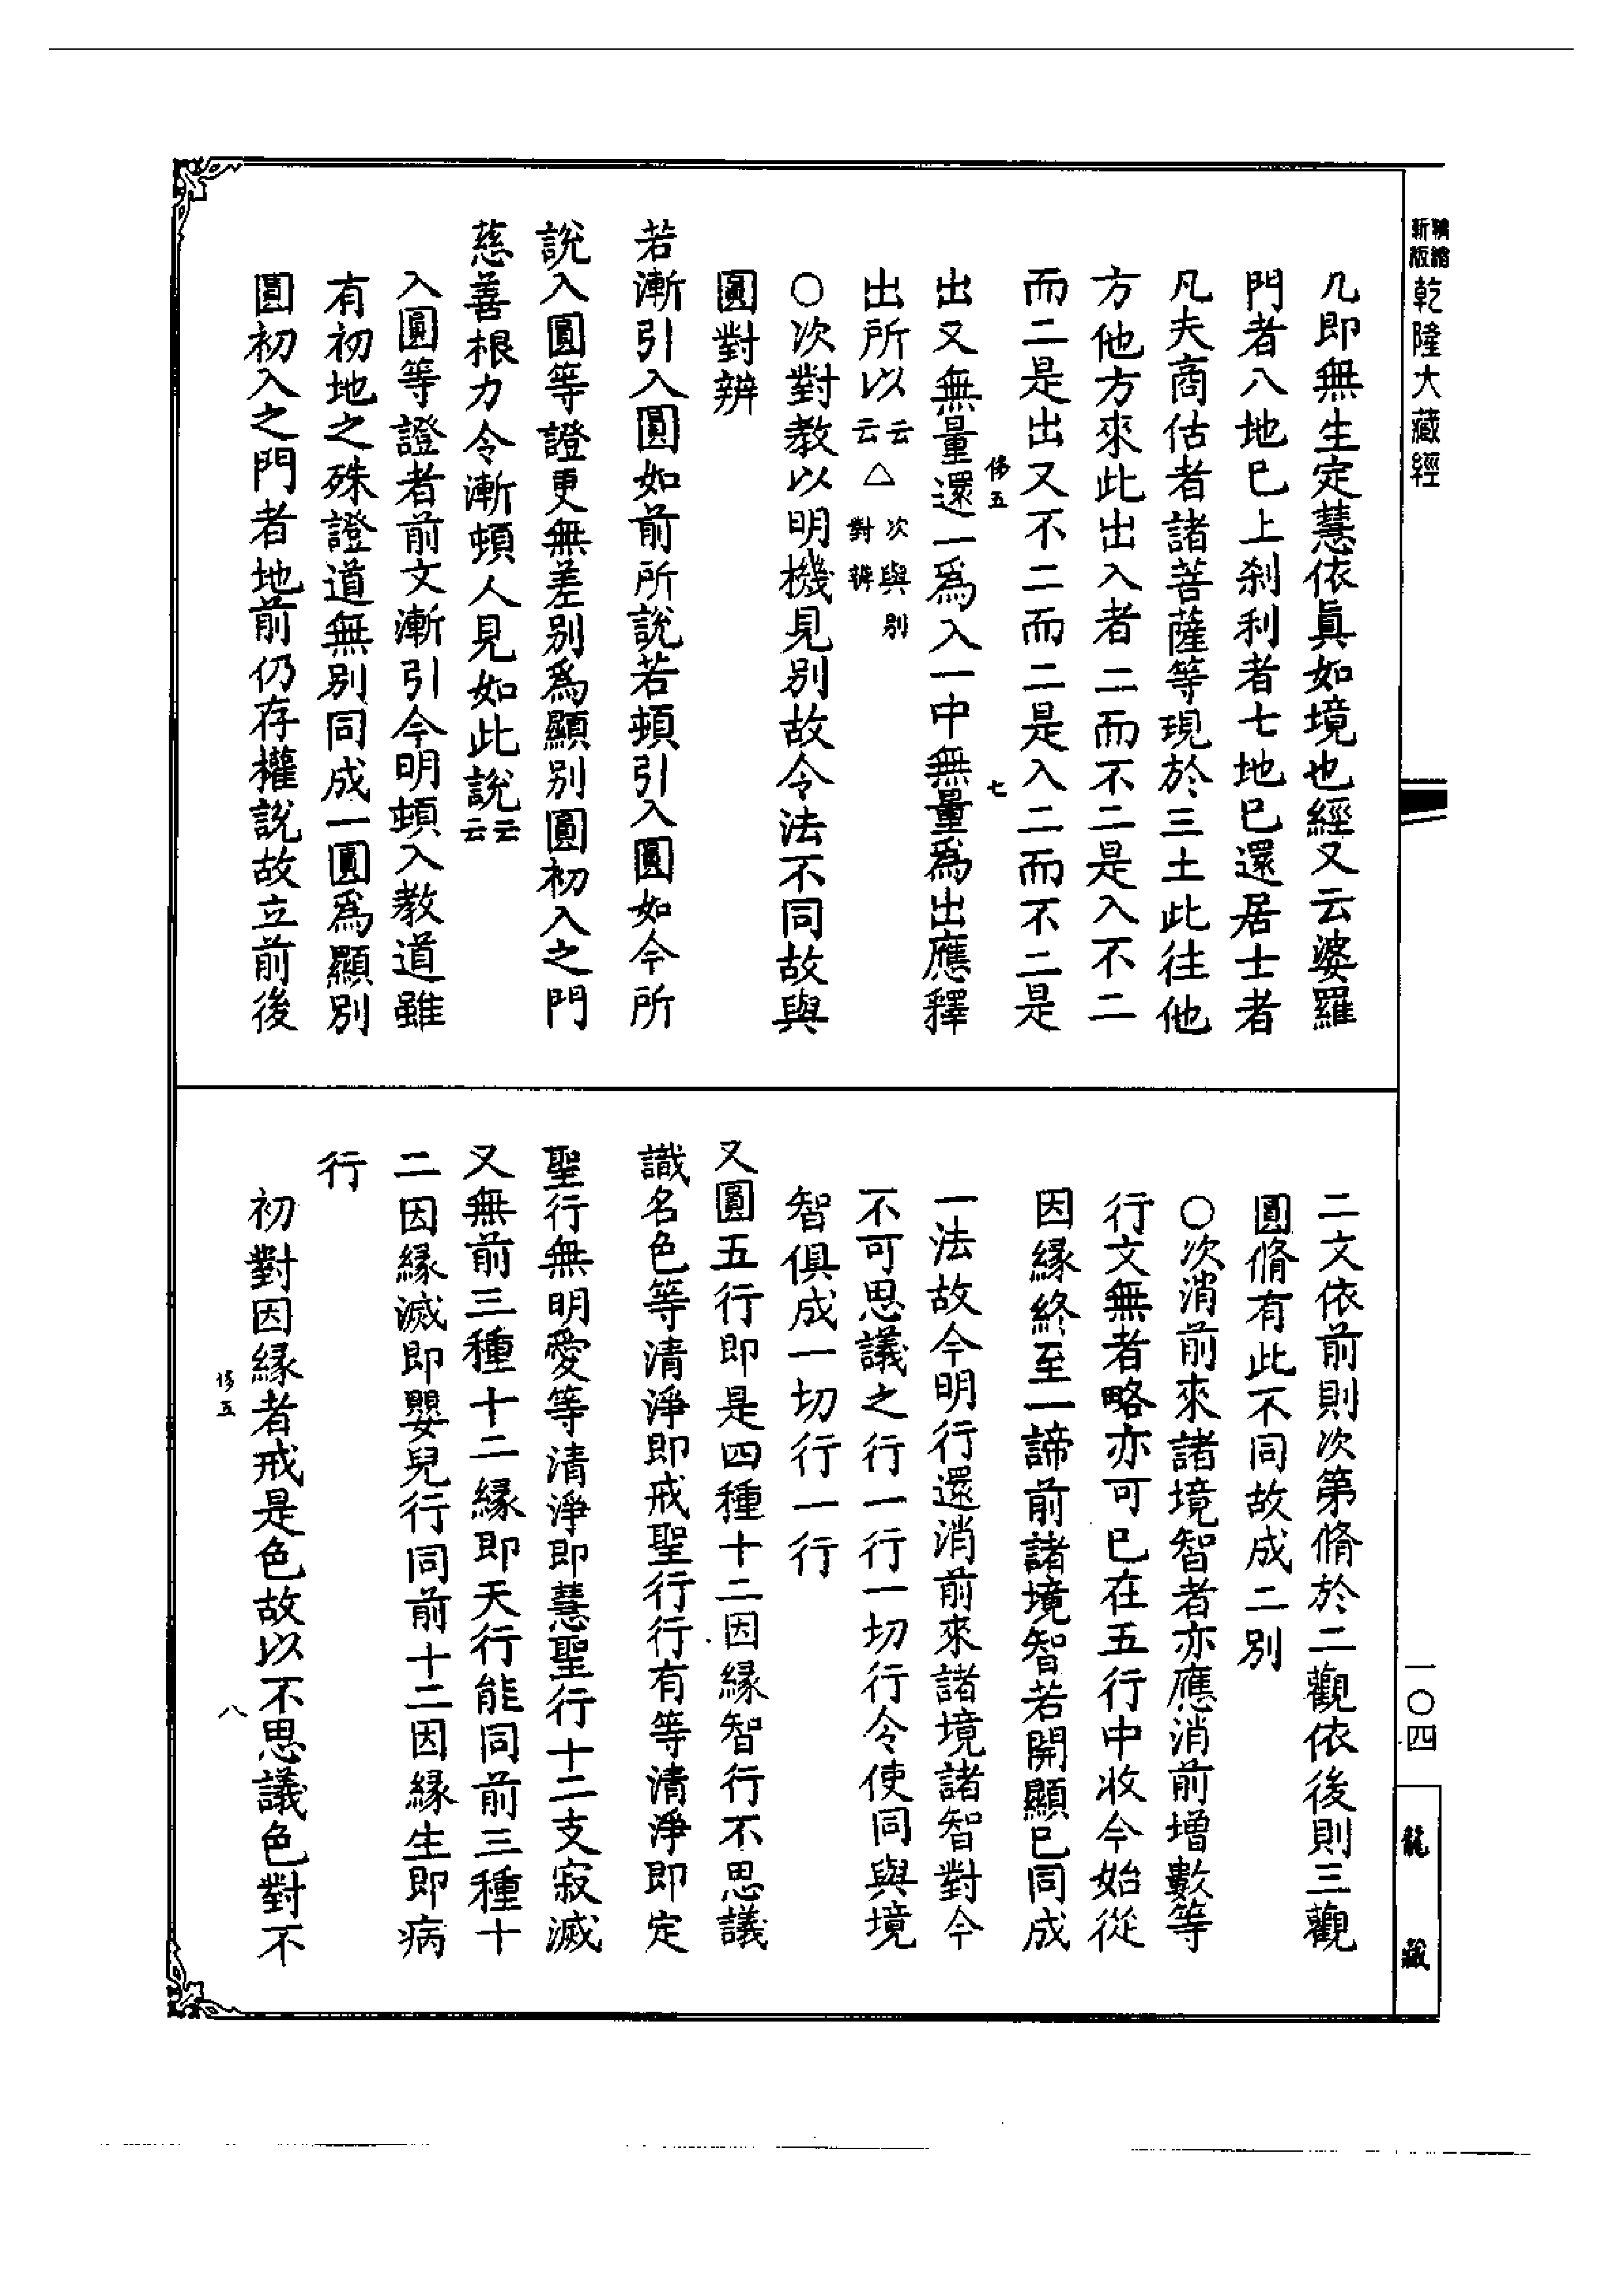 精繕
新版
乾隆大藏經
几即無生定慧依眞如境也經又云婆羅
門者八地巳上刹利者七地巳還居士者
凡夫商估者諸菩薩等現於三土此往他
方他方來此出入者二而不二是入不二
而二是出又不二而二是入二而不二是
修五
七
出又無量還一爲入一中無量爲出應釋
出所以云云△次與別對辨
○次對教以明機見別故令法不同故與
圓對辨
若漸引入圓如前所說若頓引入圓如今所
說入圓等證更無差別爲顯別圓初入之門
慈善根力令漸頓人見如此說云云
入圓等證者前文漸引今明頓入教道雖
有初地之殊證道無別同成一圓爲顯別
圓初入之門者地前仍存權說故立前後
二文依前則次第脩於二觀依後則三觀
圓脩有此不同故成二別
○次消前來諸境智者亦應消前增數等
行文無者略亦可巳在五行中收今始從
因緣終至一諦前諸境智若開顯巳同成
一法故今明行還消前來諸境諸智對今
不可思議之行一行一切行令使同與境
智俱成一切行一行
又圓五行即是四種十二因緣智行不思議
識名色等清淨即戒聖行行有等清淨即定
聖行無明愛等清淨即慧聖行十二支寂滅
又無前三種十二緣即天行能同前三種十
二因緣滅即嬰兒行同前十二因緣生即病
行
初對因緣者戒是色故以不思議色對不
修五
八
一〇四
龍藏